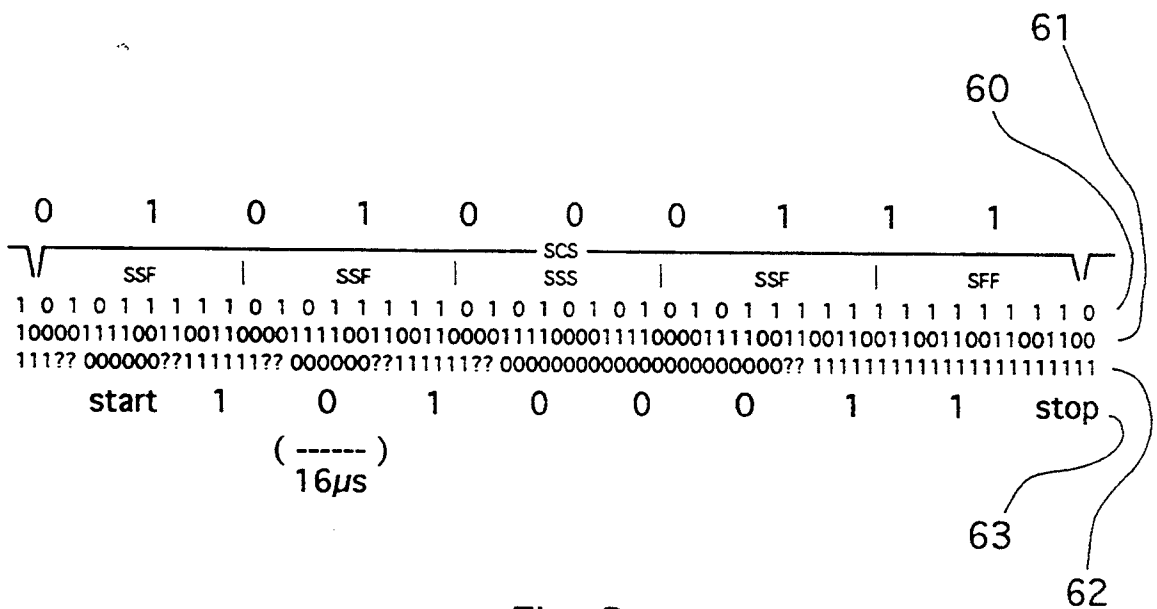 61
60
0 1 0 1 0 0 0 1 1 1
SCS
SSF | SSF | SSS | SSF | SFF
1 0 1 0 1 1 1 1 1 0 1 0 1 1 1 1 1 0 1 0 1 0 1 0 1 0 1 0 1 1 1 1 1 1 1 1 1 1 1 1 0
10000111100110011000011110011001100001111000011110000111100110011001100110011001100
111?? 000000??111111?? 000000??111111?? 0000000000000000000000?? 1111111111111111111111
start 1 0 1 0 0 0 1 1 stop
( ------ )
16µs
63
62